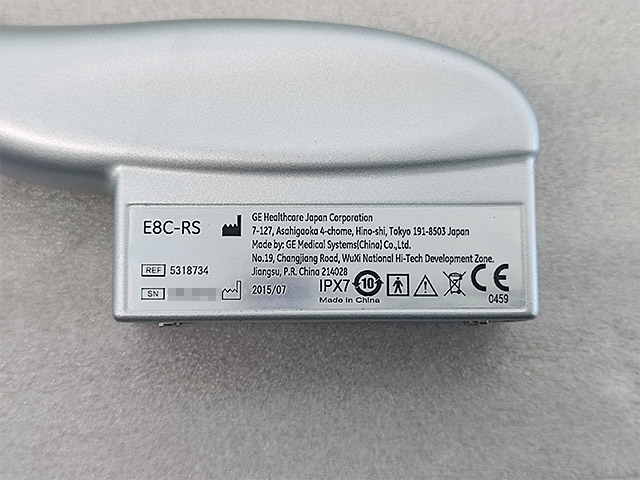 E8C-RS
GE Healthcare Japan Corporation
7-127, Asahigaoka 4-chome, Hino-shi, Tokyo 191-8503 Japan
Made by: GE Medical Systems(China) Co.,Ltd.
No.19, Changjiang Road, WuXi National Hi-Tech Development Zone.
Jiangsu, P.R. China 214028
REF 5318734
SN
2015/07
IPX7
10
Made in China
CE
0459